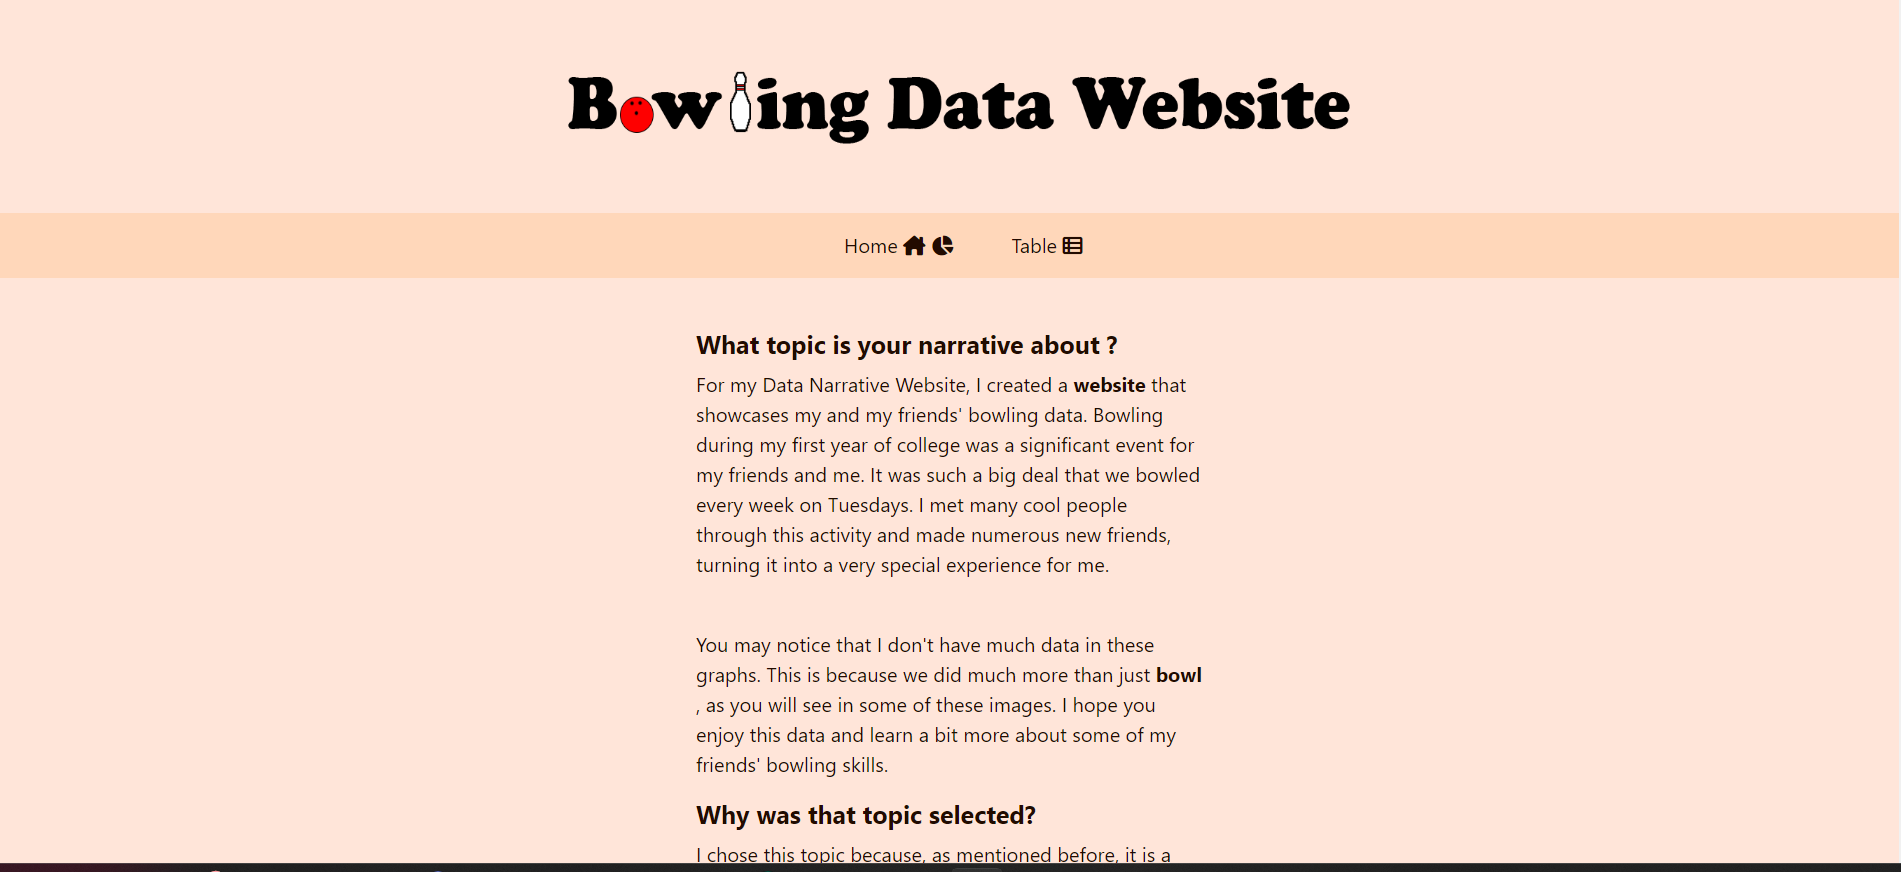 Bowling Data Website
Home
Table
What topic is your narrative about ?
For my Data Narrative Website, I created a website that
showcases my and my friends' bowling data. Bowling
during my first year of college was a significant event for
my friends and me. It was such a big deal that we bowled
every week on Tuesdays. I met many cool people
through this activity and made numerous new friends,
turning it into a very special experience for me.
You may notice that I don't have much data in these
graphs. This is because we did much more than just bowl
, as you will see in some of these images. I hope you
enjoy this data and learn a bit more about some of my
friends' bowling skills.
Why was that topic selected?
I chose this topic because, as mentioned before, it is a